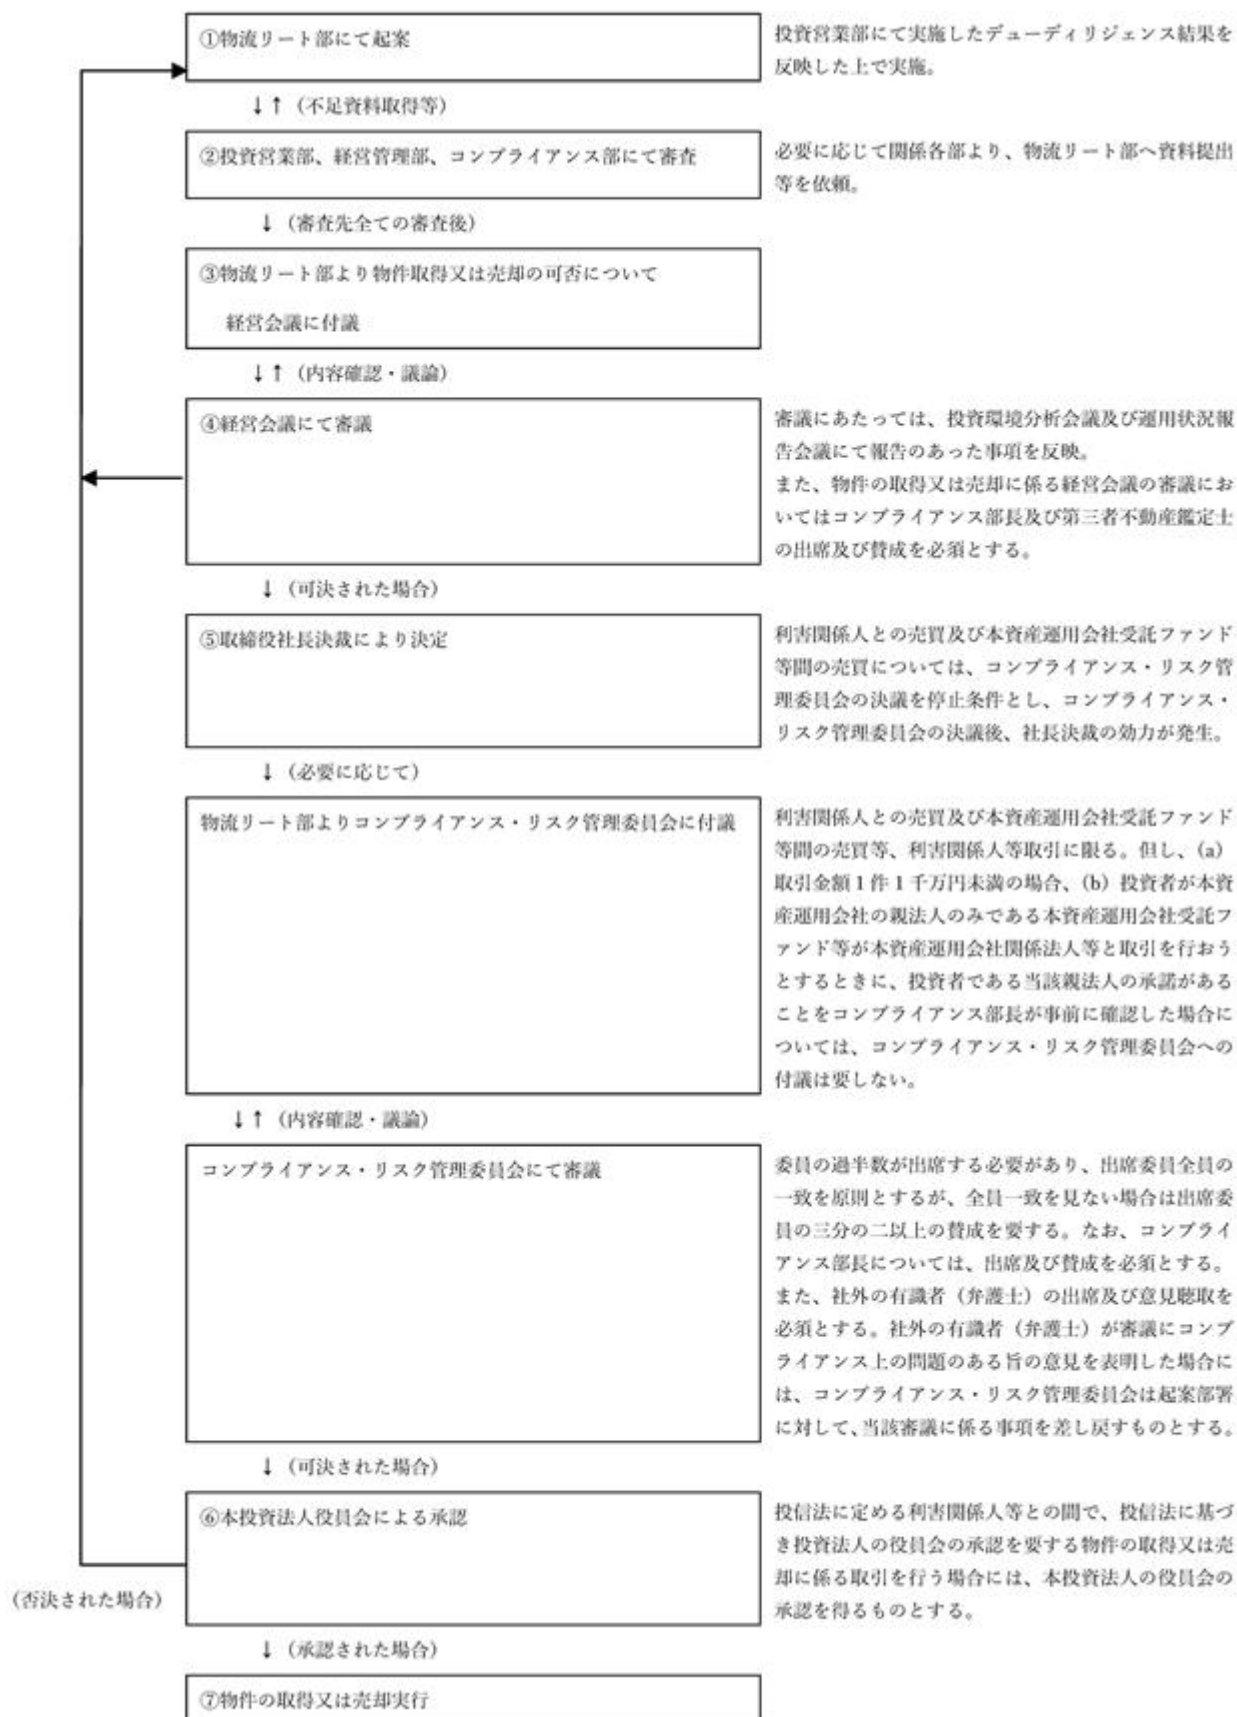 ①物流リート部にて起案
投資営業部にて実施したデューディリジェンス結果を
反映した上で実施。
↓↑（不足資料取得等）
②投資営業部、経営管理部、コンプライアンス部にて審査
必要に応じて関係各部より、物流リート部へ資料提出
等を依頼。
↓（審査先全ての審査後）
③物流リート部より物件取得又は売却の可否について
経営会議に付議
↓↑（内容確認・議論）
④経営会議にて審議
審議にあたっては、投資環境分析会議及び運用状況報
告会議にて報告のあった事項を反映。
また、物件の取得又は売却に係る経営会議の審議にお
いてはコンプライアンス部長及び第三者不動産鑑定士
の出席及び賛成を必須とする。
↓（可決された場合）
⑤取締役社長決裁により決定
利害関係人との売買及び本資産運用会社受託ファンド
等間の売買については、コンプライアンス・リスク管
理委員会の決議を停止条件とし、コンプライアンス・
リスク管理委員会の決議後、社長決裁の効力が発生。
↓（必要に応じて）
物流リート部よりコンプライアンス・リスク管理委員会に付議
利害関係人との売買及び本資産運用会社受託ファンド
等間の売買等、利害関係人等取引に限る。但し、(a)
取引金額1件1千万円未満の場合、(b) 投資者が本資
産運用会社の親法人のみである本資産運用会社受託フ
ァンド等が本資産運用会社関係法人等と取引を行おう
とするときに、投資者である当該親法人の承諾がある
ことをコンプライアンス部長が事前に確認した場合に
ついては、コンプライアンス・リスク管理委員会への
付議は要しない。
↓↑（内容確認・議論）
コンプライアンス・リスク管理委員会にて審議
委員の過半数が出席する必要があり、出席委員全員の
一致を原則とするが、全員一致を見ない場合は出席委
員の三分の二以上の賛成を要する。なお、コンプライ
アンス部長については、出席及び賛成を必須とする。
また、社外の有識者（弁護士）の出席及び意見聴取を
必須とする。社外の有識者（弁護士）が審議にコンプ
ライアンス上の問題のある旨の意見を表明した場合に
は、コンプライアンス・リスク管理委員会は起案部署
に対して、当該審議に係る事項を差し戻すものとする。
↓（可決された場合）
⑥本投資法人役員会による承認
投信法に定める利害関係人等との間で、投信法に基づ
き投資法人の役員会の承認を要する物件の取得又は売
却に係る取引を行う場合には、本投資法人の役員会の
承認を得るものとする。
（否決された場合）
↓（承認された場合）
⑦物件の取得又は売却実行